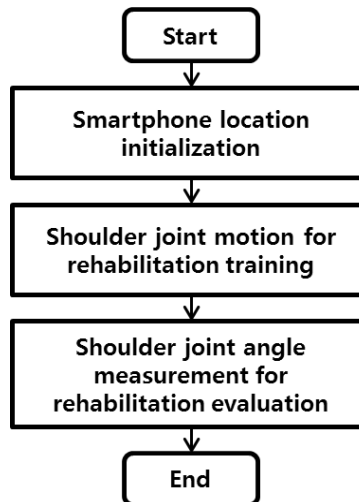 Start
Smartphone location
initialization
Shoulder joint motion for
rehabilitation training
Shoulder joint angle
measurement for
rehabilitation evaluation
End